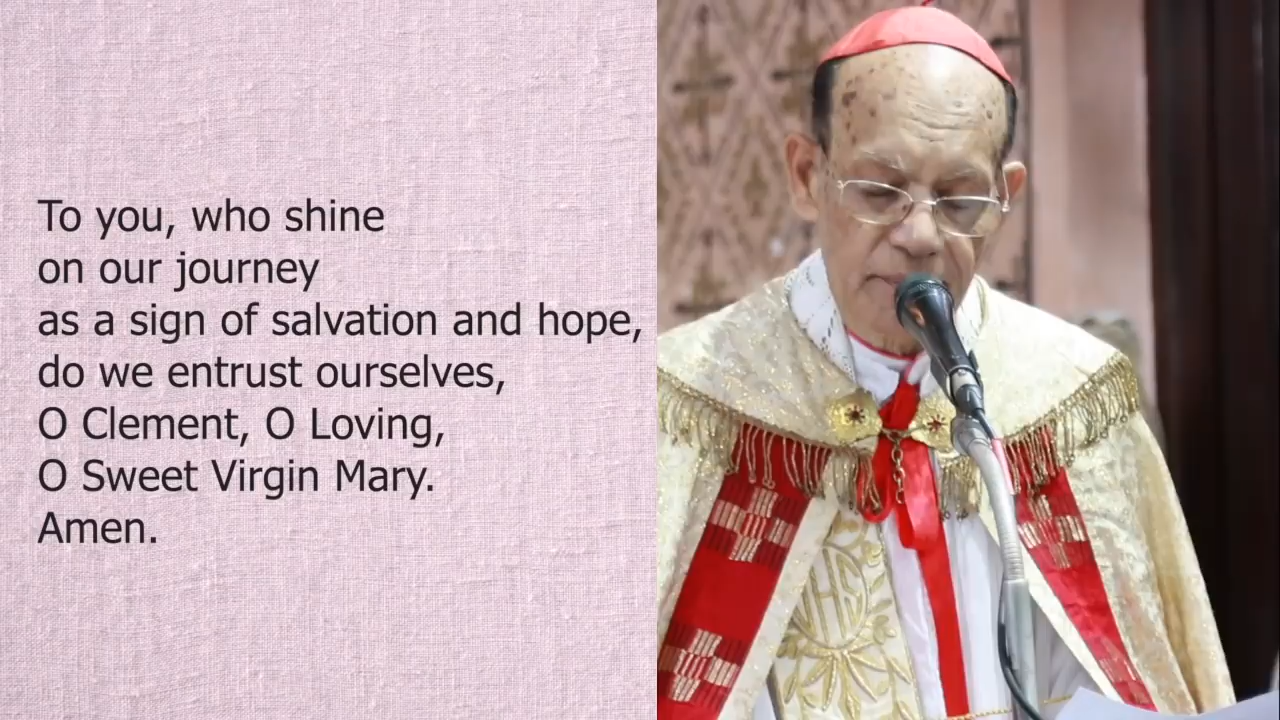 To you, who shine
on our journey
as a sign of salvation and hope,
do we entrust ourselves,
O Clement, O Loving,
O Sweet Virgin Mary.
Amen.
IHS